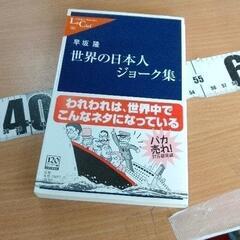 早坂 隆
世界の日本人
ジョーク集
われわれは、世界中で
こんなネタになっている
バカ
売れ!
120
40
55
6